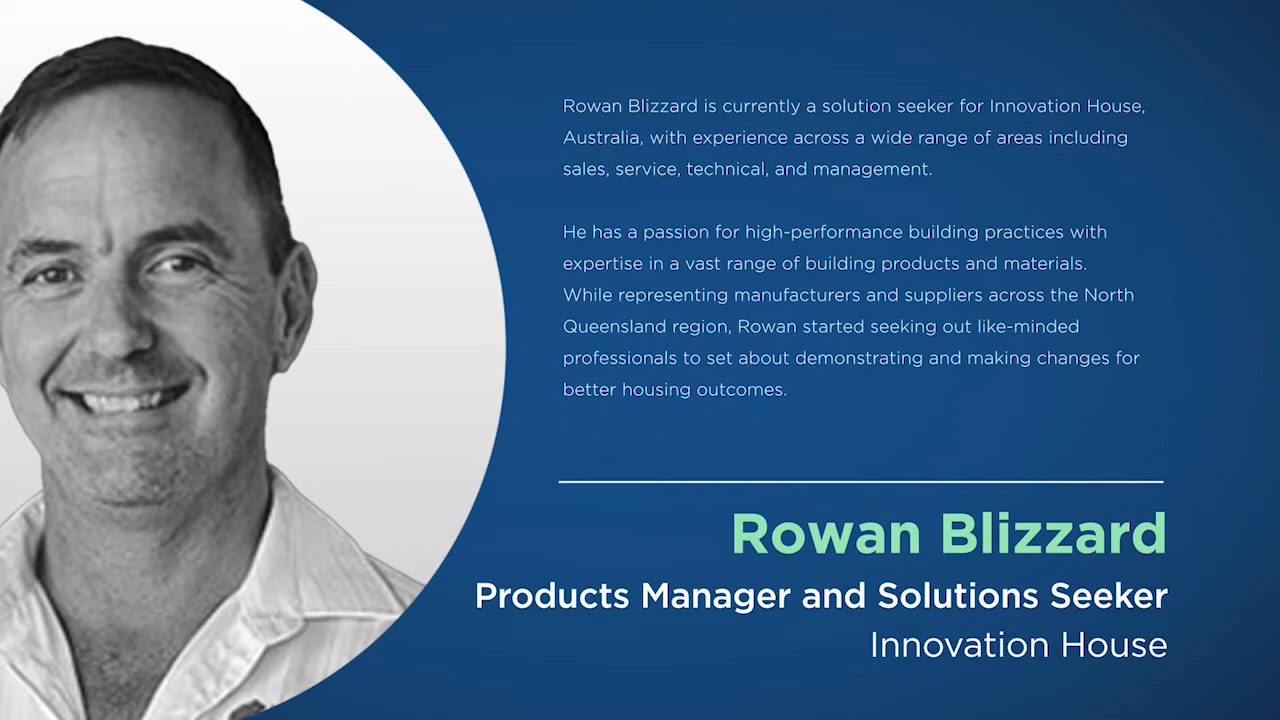 Rowan Blizzard is currently a solution seeker for Innovation House,
Australia, with experience across a wide range of areas including
sales, service, technical, and management.
He has a passion for high-performance building practices with
expertise in a vast range of building products and materials.
While representing manufacturers and suppliers across the North
Queensland region, Rowan started seeking out like-minded
professionals to set about demonstrating and making changes for
better housing outcomes.
Rowan Blizzard
Products Manager and Solutions Seeker
Innovation House